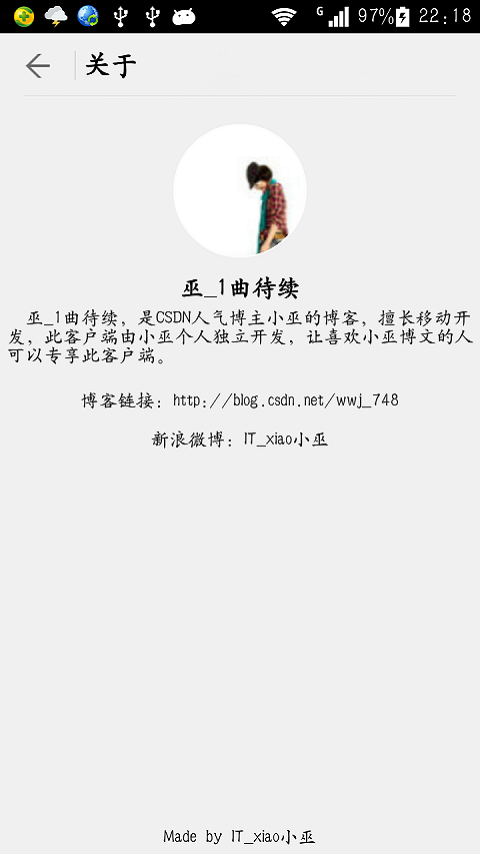 G 97% 22:18
关于
巫_1曲待续
巫_1曲待续，是CSDN人气博主小巫的博客，擅长移动开
发，此客户端由小巫个人独立开发，让喜欢小巫博文的人
可以专享此客户端。
博客链接：http://blog.csdn.net/wwj_748
新浪微博：IT_xiao小巫
Made by IT_xiao小巫